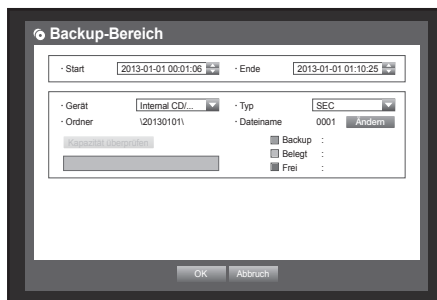 Backup-Bereich
· Start 2013-01-01 00:01:06 · Ende 2013-01-01 01:10:25
· Gerät Internal CD/... · Typ SEC
· Ordner \20130101\ · Dateiname 0001 Ändern
Kapazität überprüfen
Backup :
Belegt :
Frei :
OK Abbruch